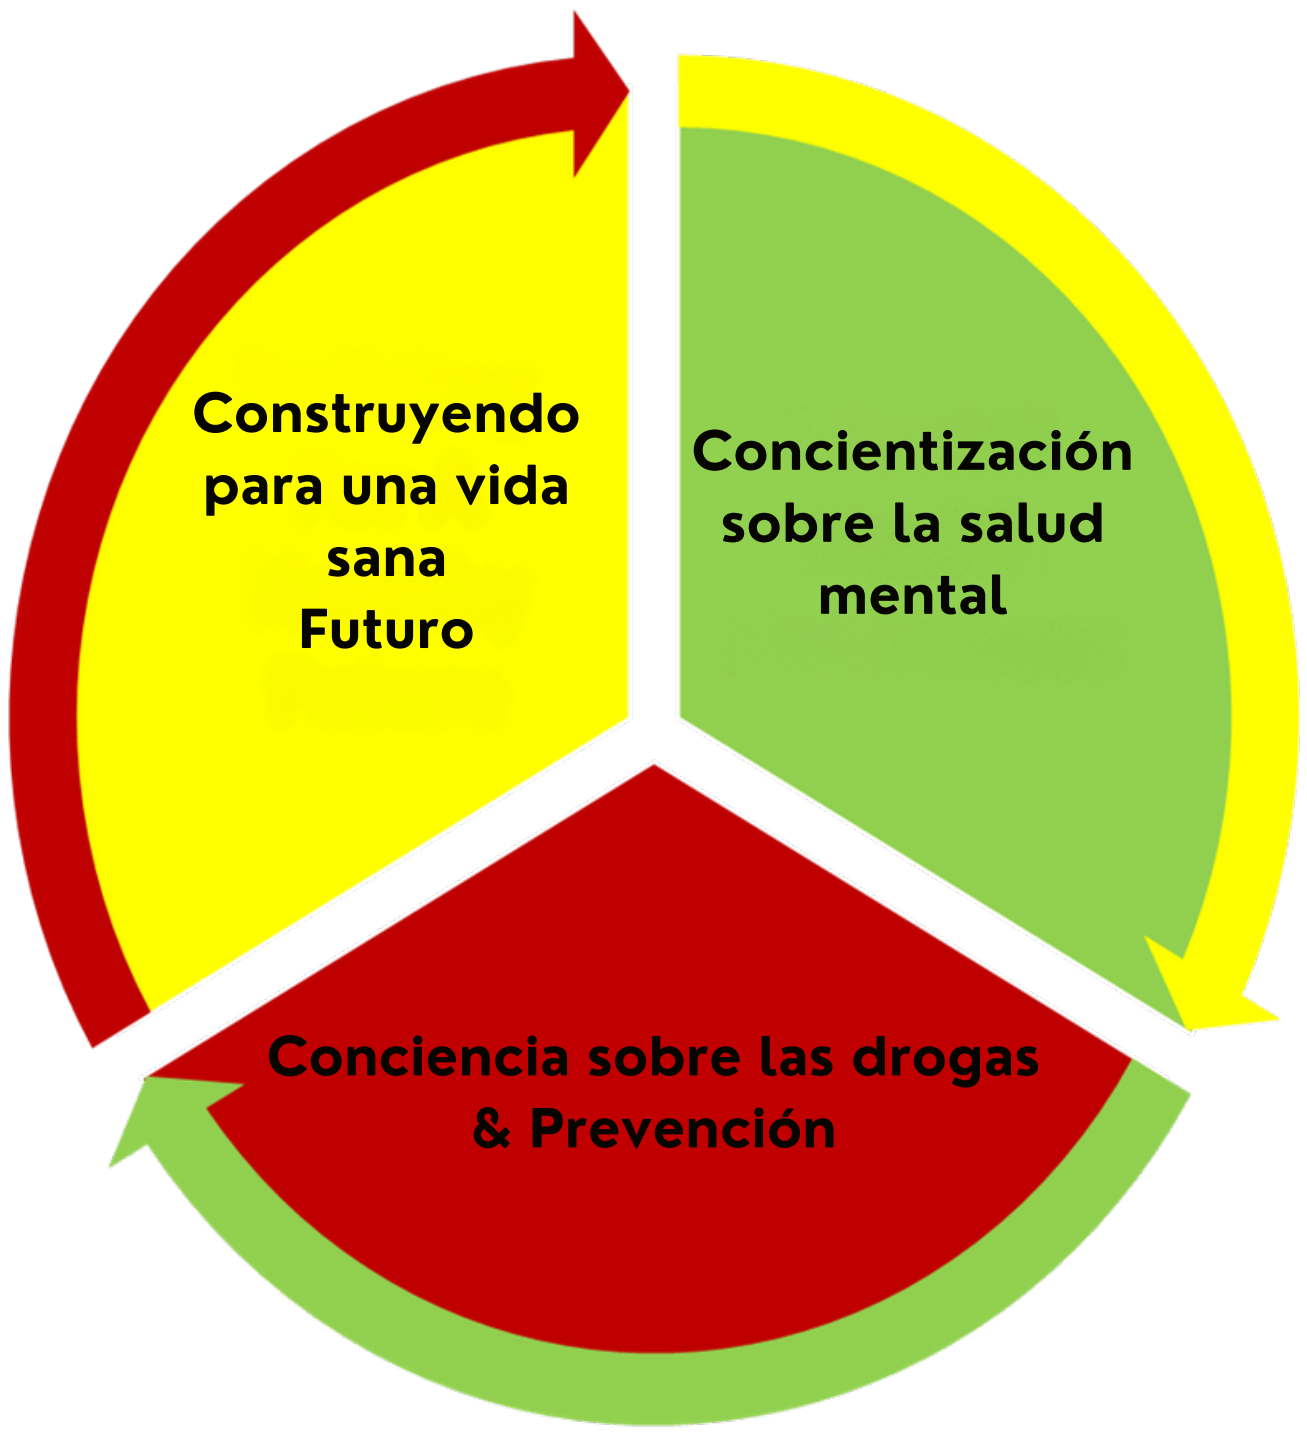 Construyendo
para una vida
sana
Futuro
Concientización
sobre la salud
mental
Conciencia sobre las drogas
& Prevención